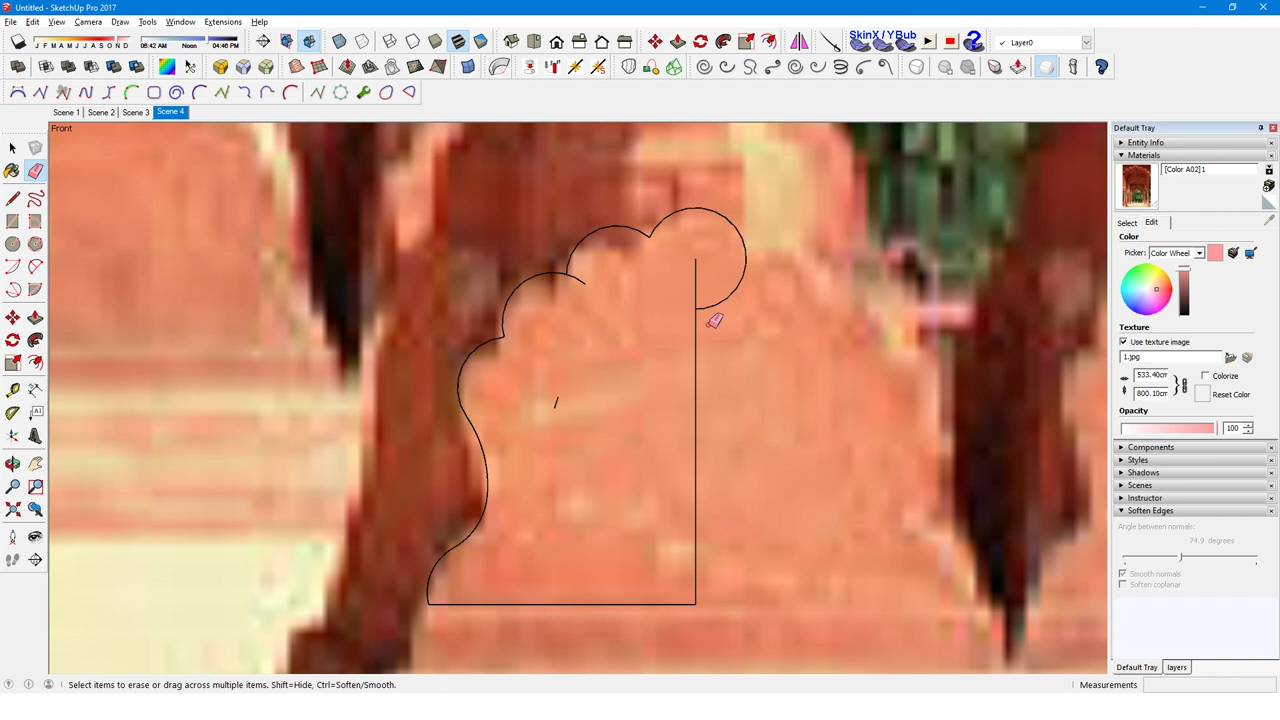 Untitled - SketchUp Pro 2017
File Edit View Camera Draw Tools Window Extensions Help
J F M A M J J A S O N D 06:42 AM Noon 04:46 PM SkinX / YBub Layer0
Scene 1 Scene 2 Scene 3 Scene 4
Front
Default Tray
Entity Info
Materials
[Color A02]1
Select Edit
Color
Picker: Color Wheel
Texture
Use texture image
1.jpg
533.40cm Colorize
800.10cm Reset Color
Opacity
100
Components
Styles
Shadows
Scenes
Instructor
Soften Edges
Angle between normals:
74.9 degrees
Smooth normals
Soften coplanar
Default Tray layers
Select items to erase or drag across multiple items. Shift=Hide, Ctrl=Soften/Smooth. Measurements